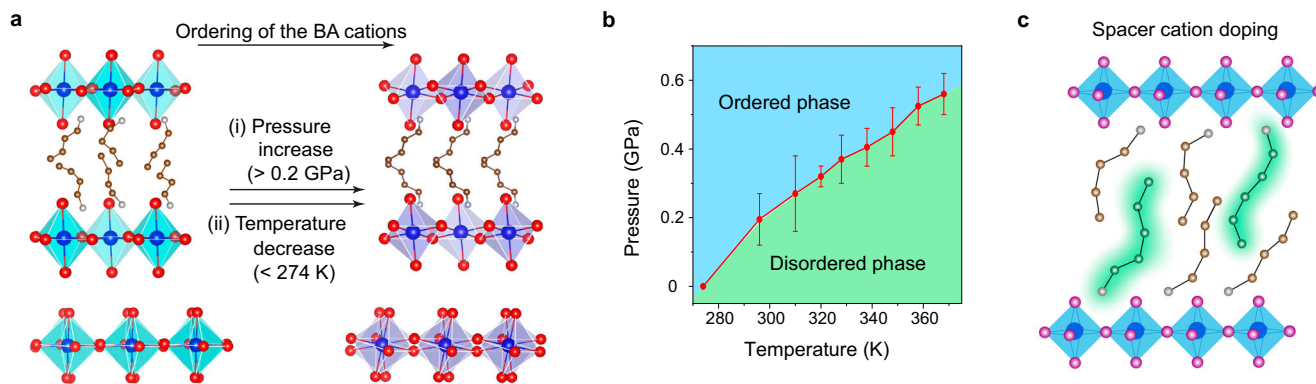 a
Ordering of the BA cations
(i) Pressure
increase
(> 0.2 GPa)
(ii) Temperature
decrease
(< 274 K)
b
Pressure (GPa)
0.6
0.4
0.2
0
Ordered phase
Disordered phase
280 300 320 340 360
Temperature (K)
c
Spacer cation doping